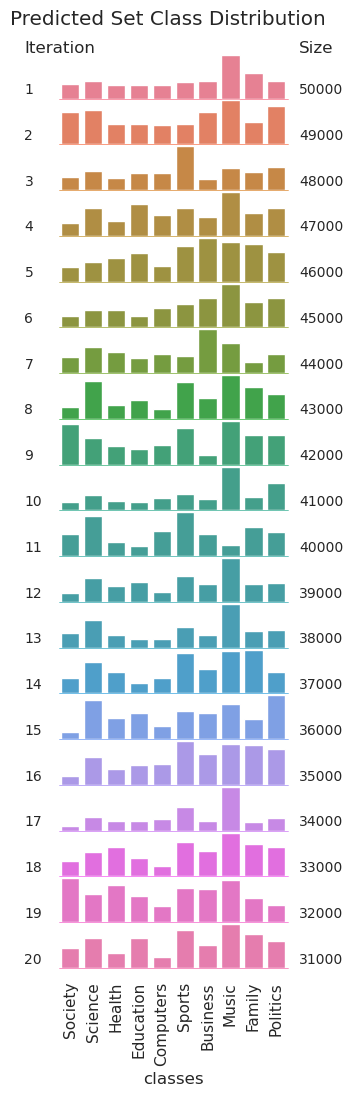 Predicted Set Class Distribution
Iteration Size
1 50000
2 49000
3 48000
4 47000
5 46000
6 45000
7 44000
8 43000
9 42000
10 41000
11 40000
12 39000
13 38000
14 37000
15 36000
16 35000
17 34000
18 33000
19 32000
20 31000
Society
Science
Health
Education
Computers
Sports
Business
Music
Family
Politics
classes